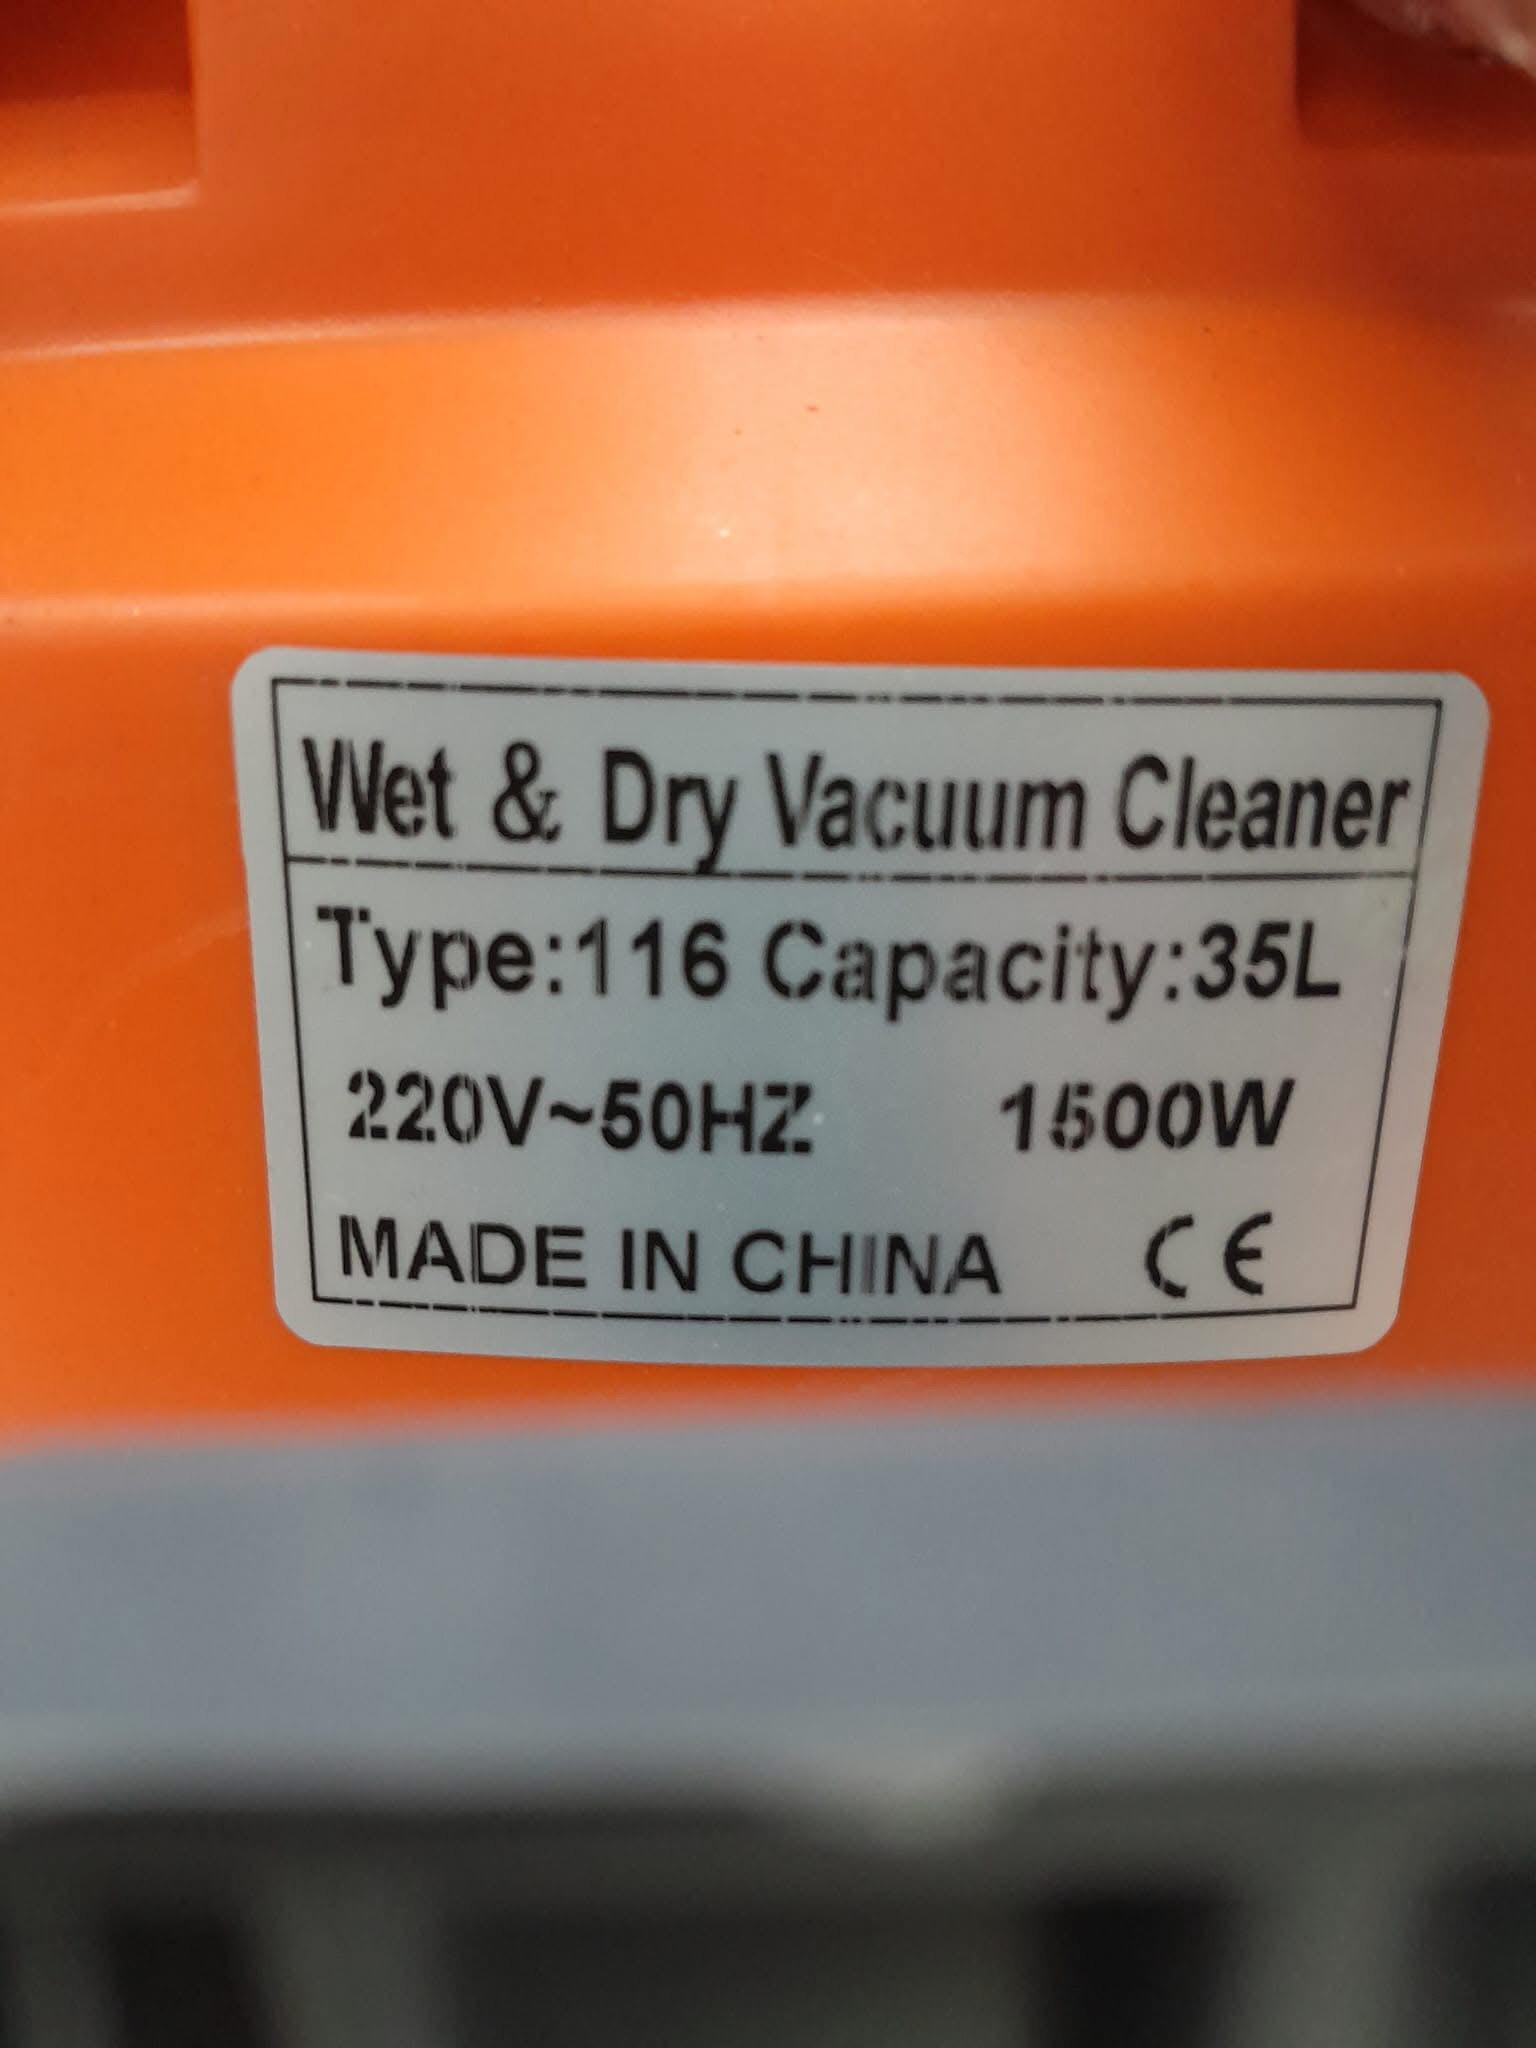 Wet & Dry Vacuum Cleaner
Type:116 Capacity:35L
220V~50HZ 1500W
MADE IN CHINA CE